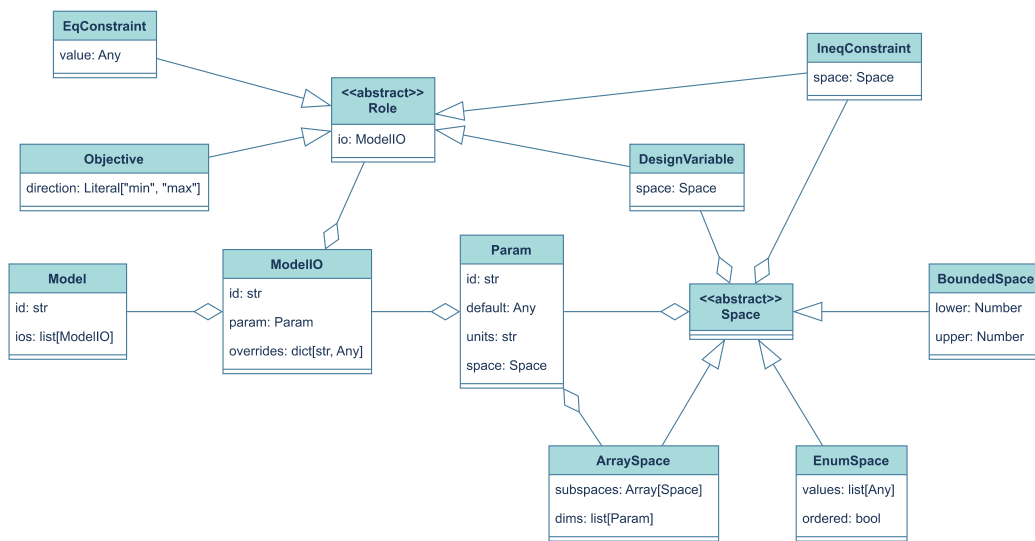 EqConstraint
value: Any
<<abstract>>
Role
io: ModelIO
IneqConstraint
space: Space
Objective
direction: Literal["min", "max"]
DesignVariable
space: Space
Model
id: str
ios: list[ModelIO]
ModelIO
id: str
param: Param
overrides: dict[str, Any]
Param
id: str
default: Any
units: str
space: Space
<<abstract>>
Space
BoundedSpace
lower: Number
upper: Number
ArraySpace
subspaces: Array[Space]
dims: list[Param]
EnumSpace
values: list[Any]
ordered: bool